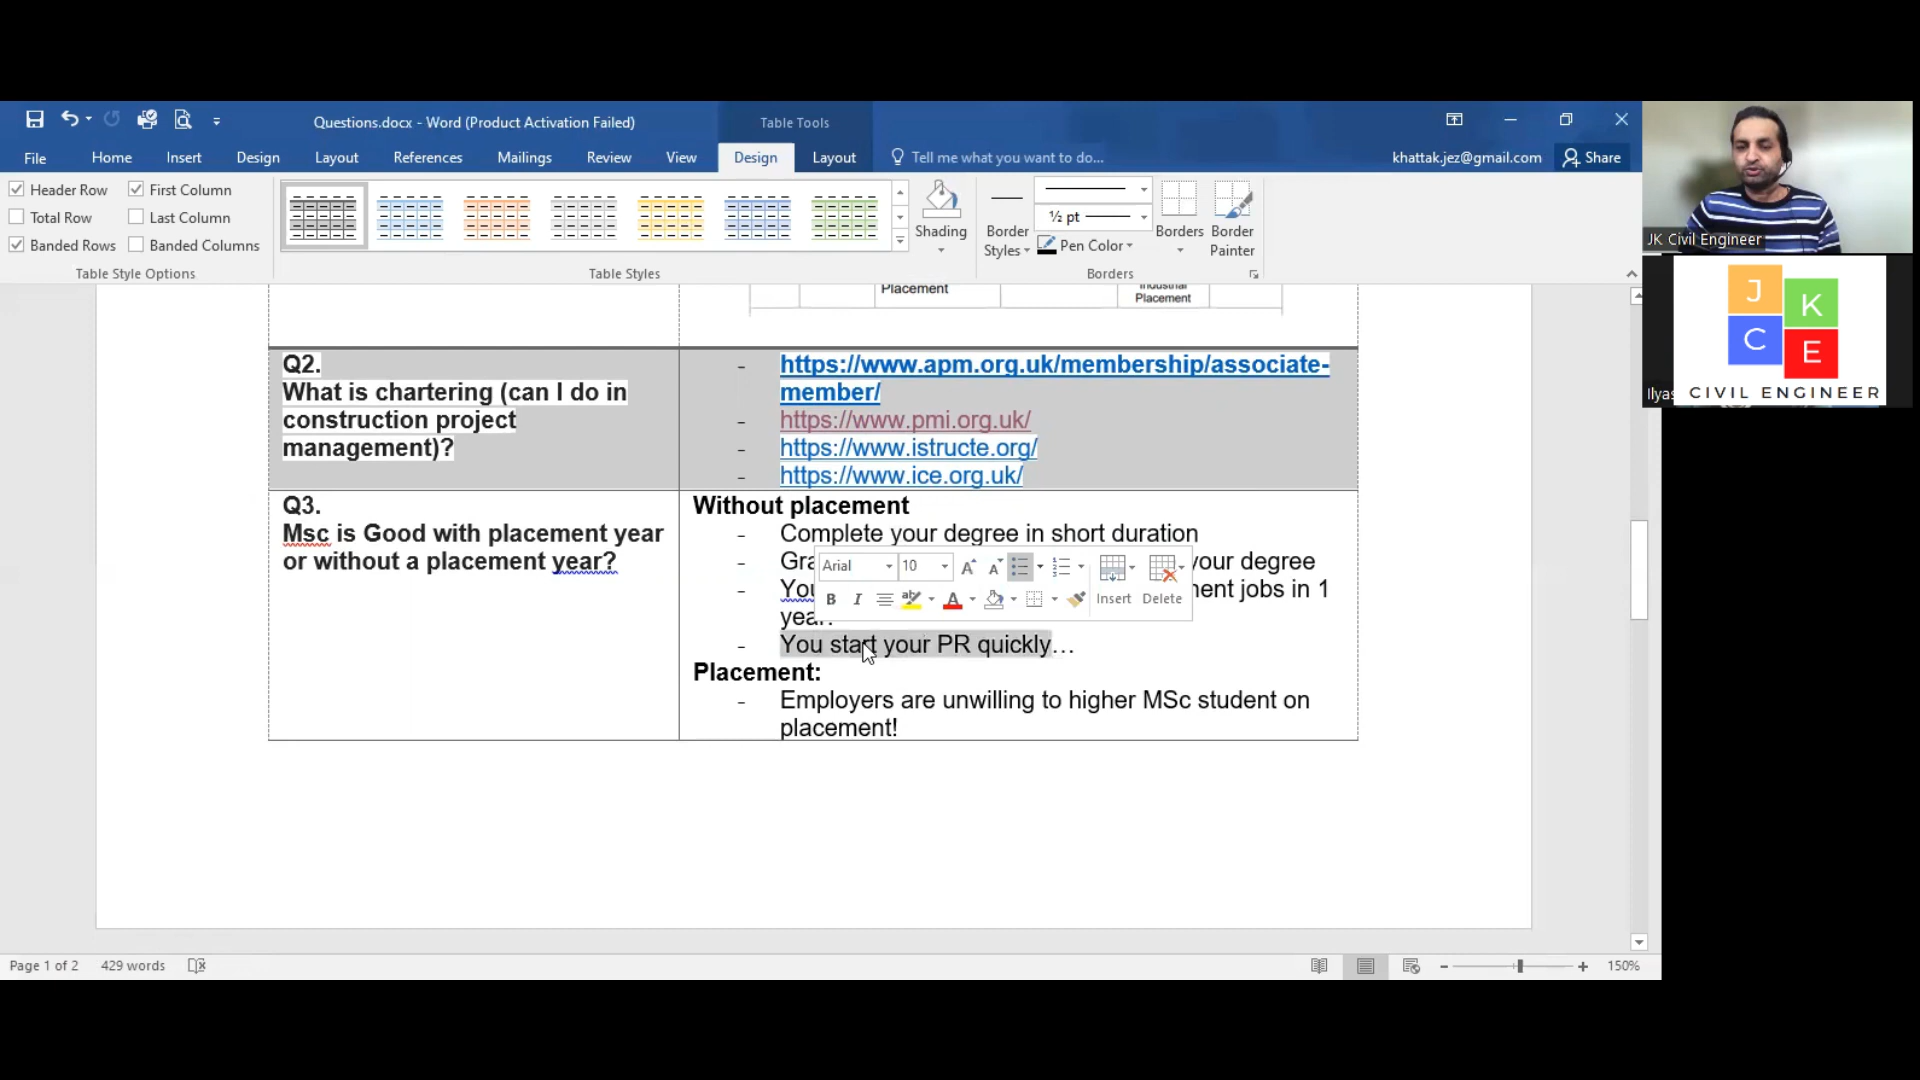 Questions.docx - Word (Product Activation Failed)
Table Tools
File Home Insert Design Layout References Mailings Review View Design Layout Tell me what you want to do... khattak.jez@gmail.com Share
Header Row First Column
Total Row Last Column
Banded Rows Banded Columns
Table Style Options
Table Styles
Shading
Border Styles
½ pt
Pen Color
Borders
Border Painter
Borders
JK Civil Engineer
J K
C E
CIVIL ENGINEER
Ilyas
Placement
Industrial
Placement
Q2.
What is chartering (can I do in
construction project
management)?
- https://www.apm.org.uk/membership/associate-
member/
- https://www.pmi.org.uk/
- https://www.istructe.org/
- https://www.ice.org.uk/
Q3.
Msc is Good with placement year
or without a placement year?
Without placement
- Complete your degree in short duration
- Gra your degree
- You ment jobs in 1
year.
- You start your PR quickly…
Placement:
- Employers are unwilling to higher MSc student on
placement!
Arial 10
Insert Delete
Page 1 of 2 429 words
150%